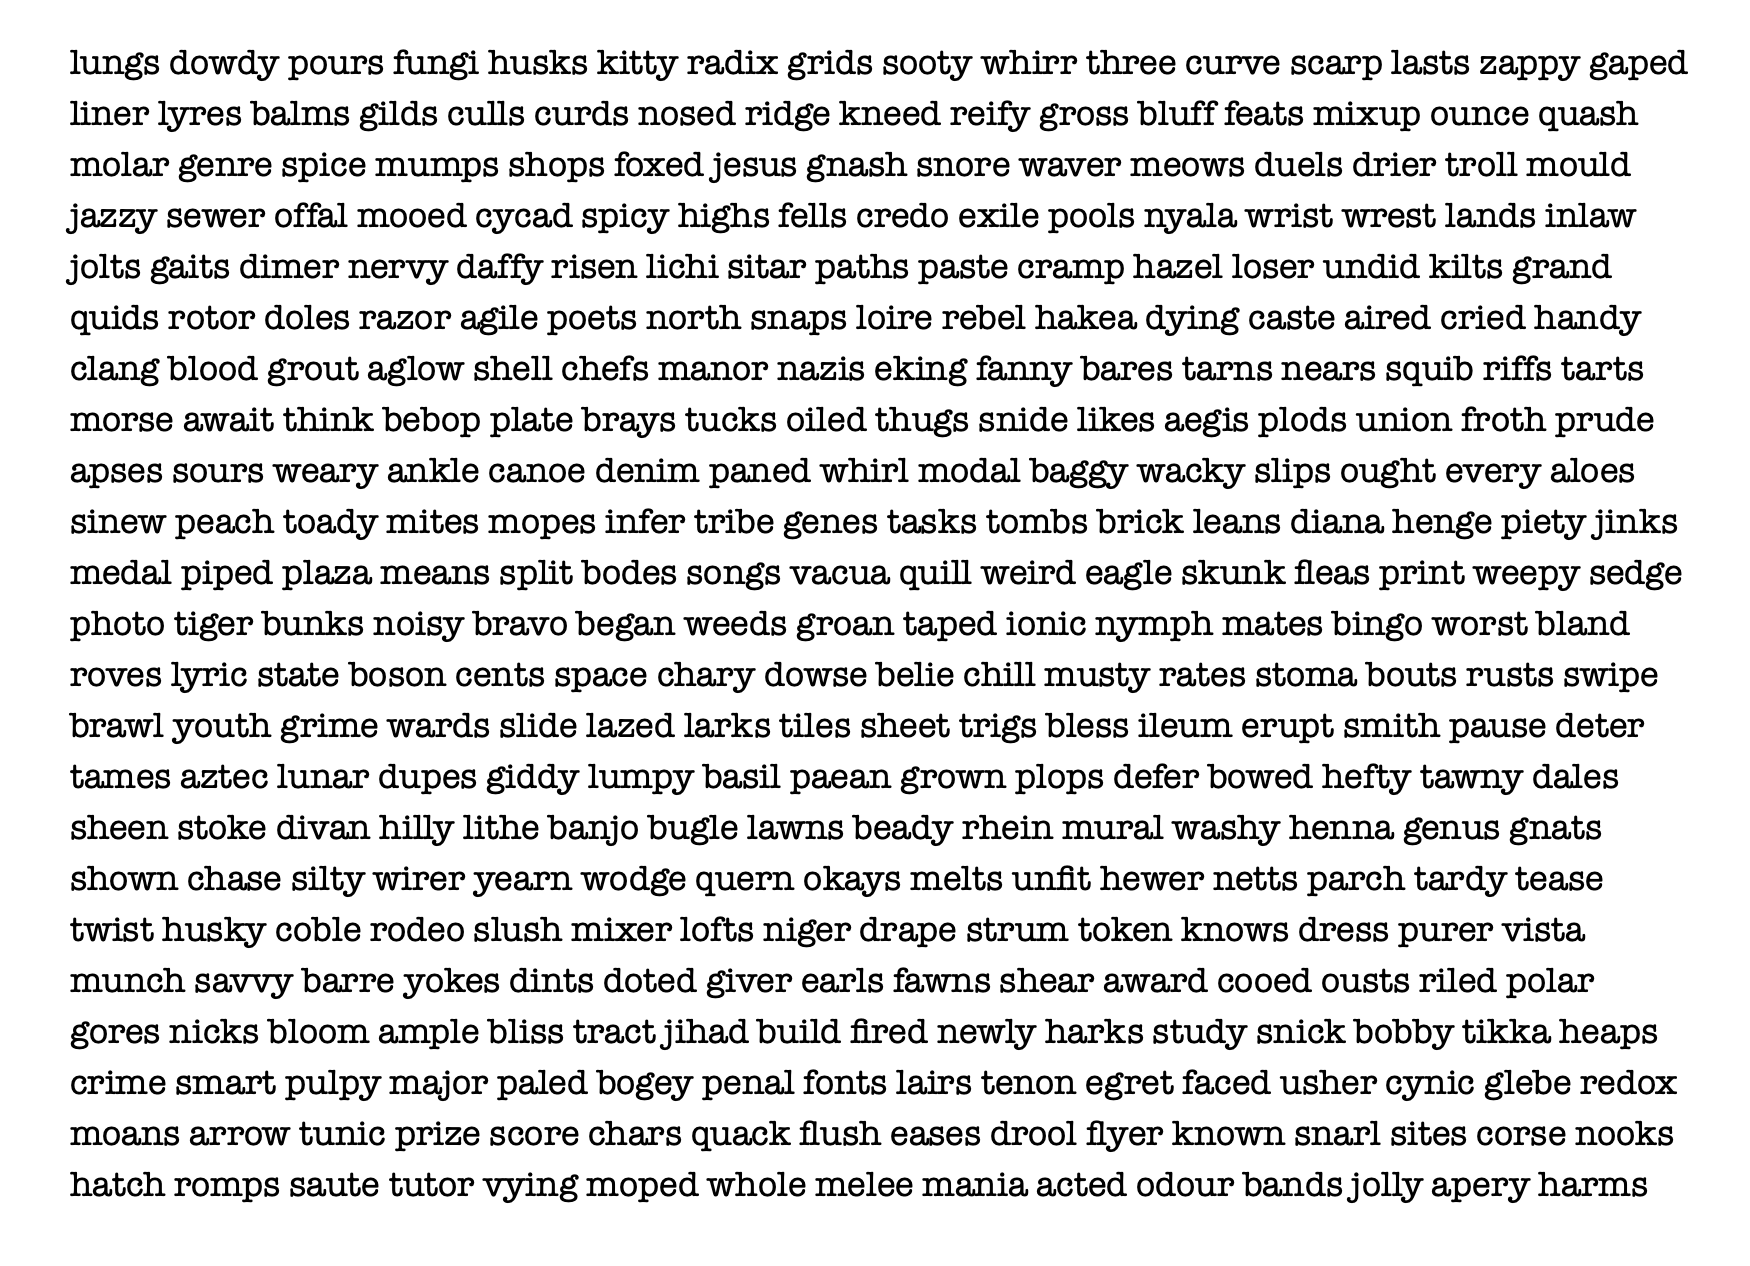 lungs dowdy pours fungi husks kitty radix grids sooty whirr three curve scarp lasts zappy gaped
liner lyres balms gilds culls curds nosed ridge kneed reify gross bluff feats mixup ounce quash
molar genre spice mumps shops foxed jesus gnash snore waver meows duels drier troll mould
jazzy sewer offal mooed cycad spicy highs fells credo exile pools nyala wrist wrest lands inlaw
jolts gaits dimer nervy daffy risen lichi sitar paths paste cramp hazel loser undid kilts grand
quids rotor doles razor agile poets north snaps loire rebel hakea dying caste aired cried handy
clang blood grout aglow shell chefs manor nazis eking fanny bares tarns nears squib riffs tarts
morse await think bebop plate brays tucks oiled thugs snide likes aegis plods union froth prude
apses sours weary ankle canoe denim paned whirl modal baggy wacky slips ought every aloes
sinew peach toady mites mopes infer tribe genes tasks tombs brick leans diana henge piety jinks
medal piped plaza means split bodes songs vacua quill weird eagle skunk fleas print weepy sedge
photo tiger bunks noisy bravo began weeds groan taped ionic nymph mates bingo worst bland
roves lyric state boson cents space chary dowse belie chill musty rates stoma bouts rusts swipe
brawl youth grime wards slide lazed larks tiles sheet trigs bless ileum erupt smith pause deter
tames aztec lunar dupes giddy lumpy basil paean grown plops defer bowed hefty tawny dales
sheen stoke divan hilly lithe banjo bugle lawns beady rhein mural washy henna genus gnats
shown chase silty wirer yearn wodge quern okays melts unfit hewer netts parch tardy tease
twist husky coble rodeo slush mixer lofts niger drape strum token knows dress purer vista
munch savvy barre yokes dints doted giver earls fawns shear award cooed ousts riled polar
gores nicks bloom ample bliss tract jihad build fired newly harks study snick bobby tikka heaps
crime smart pulpy major paled bogey penal fonts lairs tenon egret faced usher cynic glebe redox
moans arrow tunic prize score chars quack flush eases drool flyer known snarl sites corse nooks
hatch romps saute tutor vying moped whole melee mania acted odour bands jolly apery harms